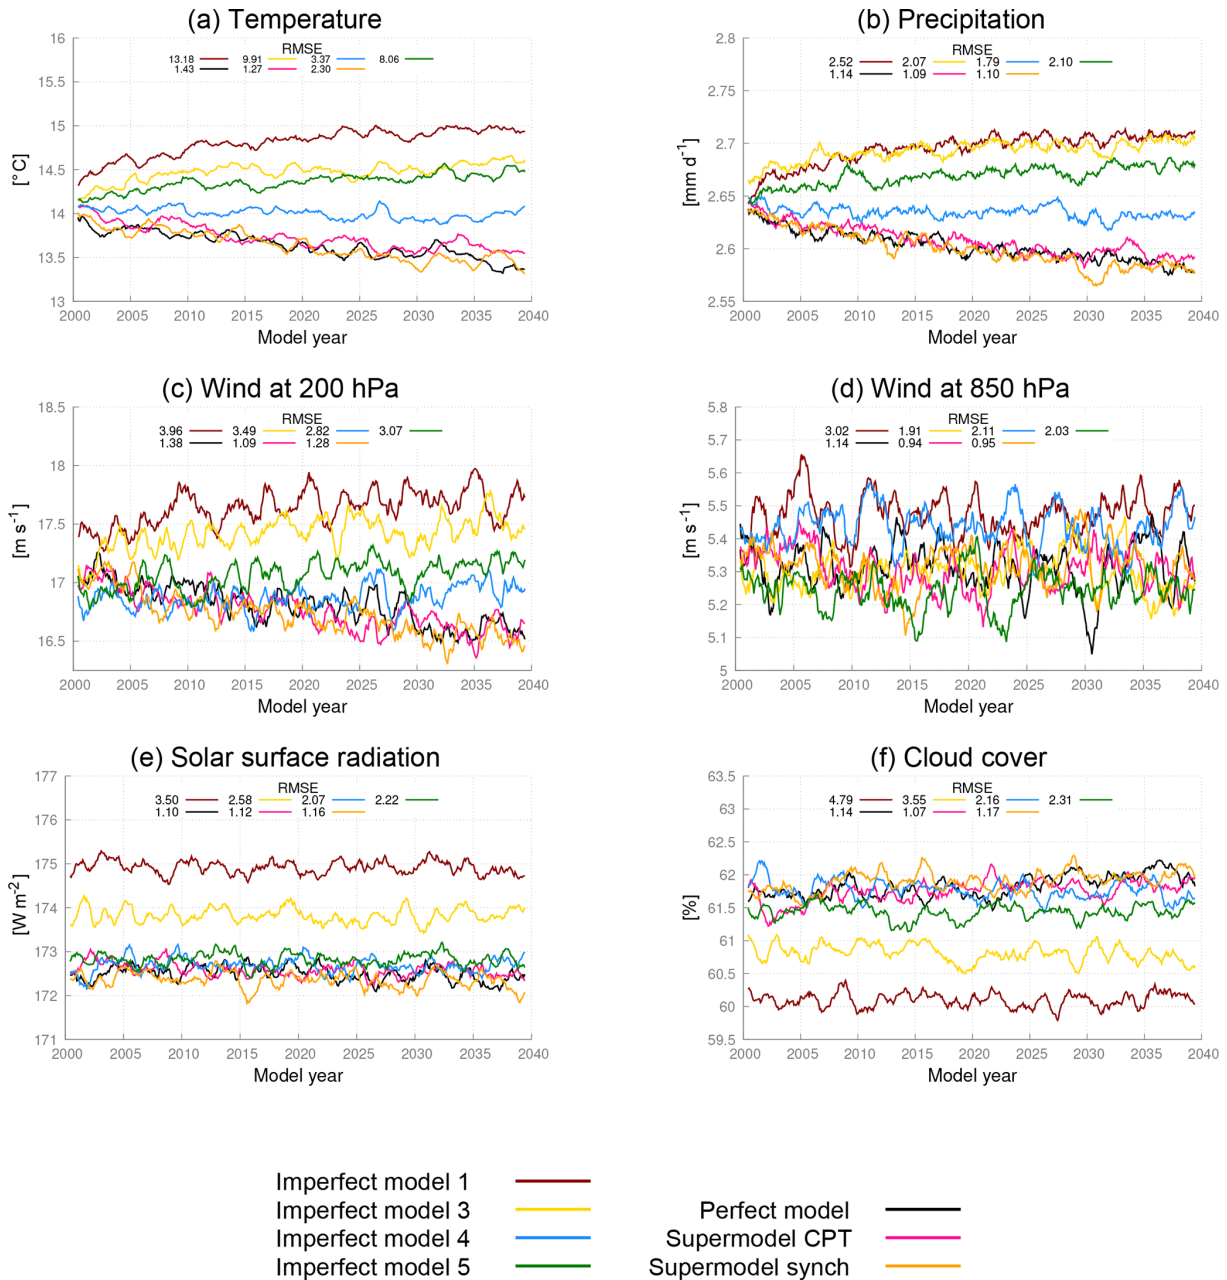 (a) Temperature
RMSE
13.18 9.91 3.37 8.06
1.43 1.27 2.30
16
15.5
15
14.5
14
13.5
13
[°C]
2000 2005 2010 2015 2020 2025 2030 2035 2040
Model year
(b) Precipitation
RMSE
2.52 2.07 1.79 2.10
1.14 1.09 1.10
2.8
2.75
2.7
2.65
2.6
2.55
[mm d⁻¹]
2000 2005 2010 2015 2020 2025 2030 2035 2040
Model year
(c) Wind at 200 hPa
RMSE
3.96 3.49 2.82 3.07
1.38 1.09 1.28
18.5
18
17.5
17
16.5
[m s⁻¹]
2000 2005 2010 2015 2020 2025 2030 2035 2040
Model year
(d) Wind at 850 hPa
RMSE
3.02 1.91 2.11 2.03
1.14 0.94 0.95
5.8
5.7
5.6
5.5
5.4
5.3
5.2
5.1
5
[m s⁻¹]
2000 2005 2010 2015 2020 2025 2030 2035 2040
Model year
(e) Solar surface radiation
RMSE
3.50 2.58 2.07 2.22
1.10 1.12 1.16
177
176
175
174
173
172
171
[W m⁻²]
2000 2005 2010 2015 2020 2025 2030 2035 2040
Model year
(f) Cloud cover
RMSE
4.79 3.55 2.16 2.31
1.14 1.07 1.17
63.5
63
62.5
62
61.5
61
60.5
60
59.5
[%]
2000 2005 2010 2015 2020 2025 2030 2035 2040
Model year
Imperfect model 1
Imperfect model 3
Imperfect model 4
Imperfect model 5
Perfect model
Supermodel CPT
Supermodel synch